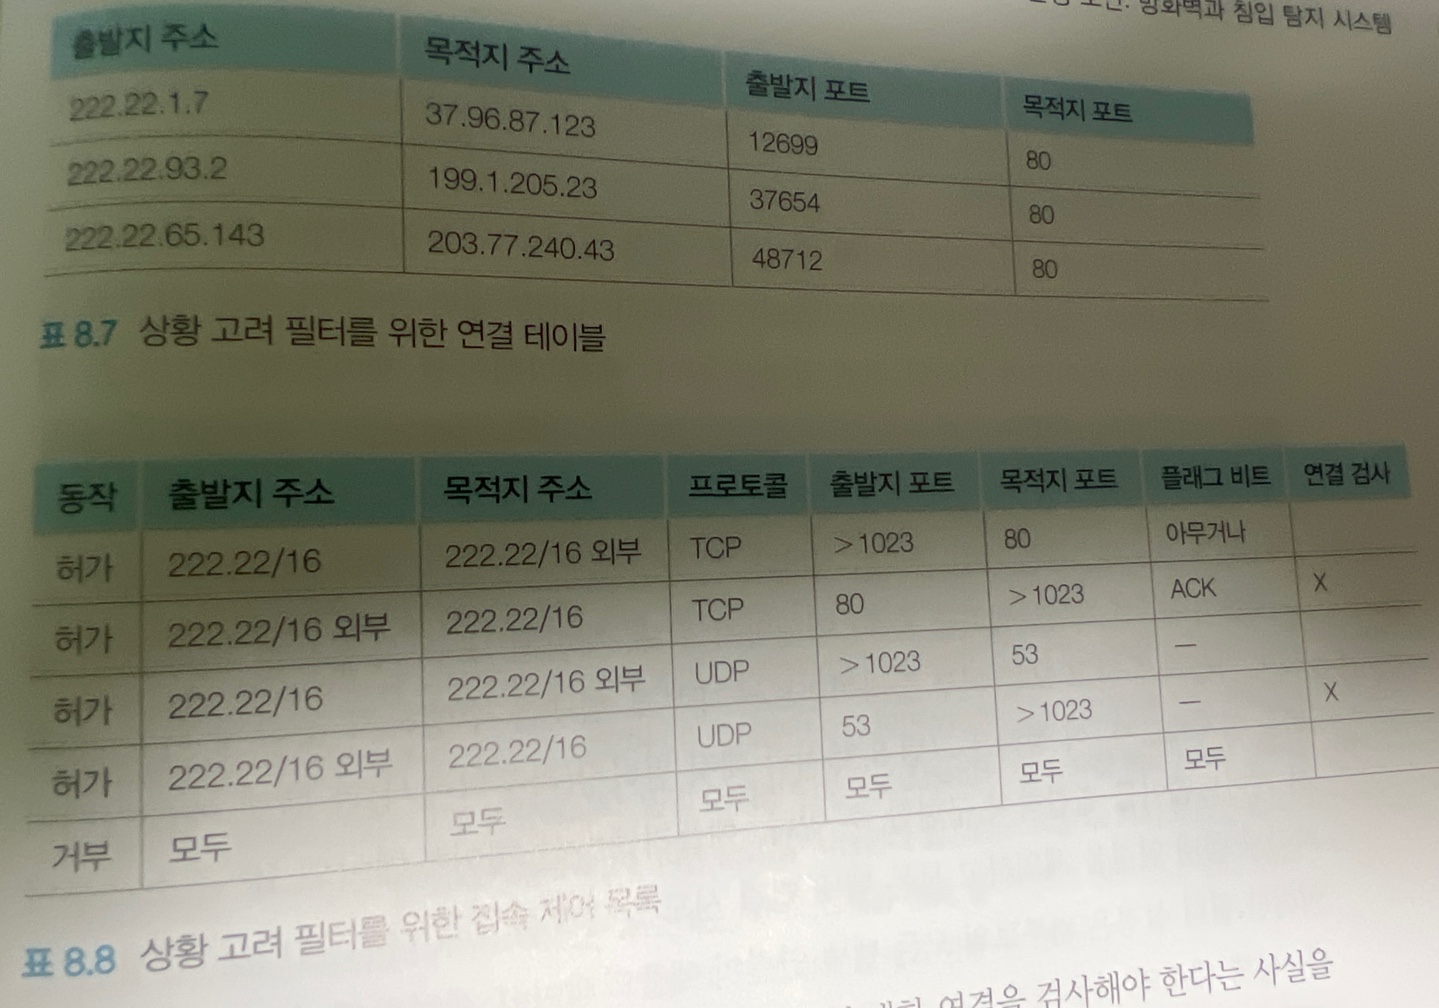 보안: 방화벽과 침입 탐지 시스템
출발지 주소 목적지 주소 출발지 포트 목적지 포트
222.22.1.7 37.96.87.123 12699 80
222.22.93.2 199.1.205.23 37654 80
222.22.65.143 203.77.240.43 48712 80
표 8.7 상황 고려 필터를 위한 연결 테이블
동작 출발지 주소 목적지 주소 프로토콜 출발지 포트 목적지 포트 플래그 비트 연결 검사
허가 222.22/16 222.22/16 외부 TCP >1023 80 아무거나
허가 222.22/16 외부 222.22/16 TCP 80 >1023 ACK X
허가 222.22/16 222.22/16 외부 UDP >1023 53 —
허가 222.22/16 외부 222.22/16 UDP 53 >1023 — X
거부 모두 모두 모두 모두 모두 모두
표 8.8 상황 고려 필터를 위한 접속 제어 목록
연결을 검사해야 한다는 사실을